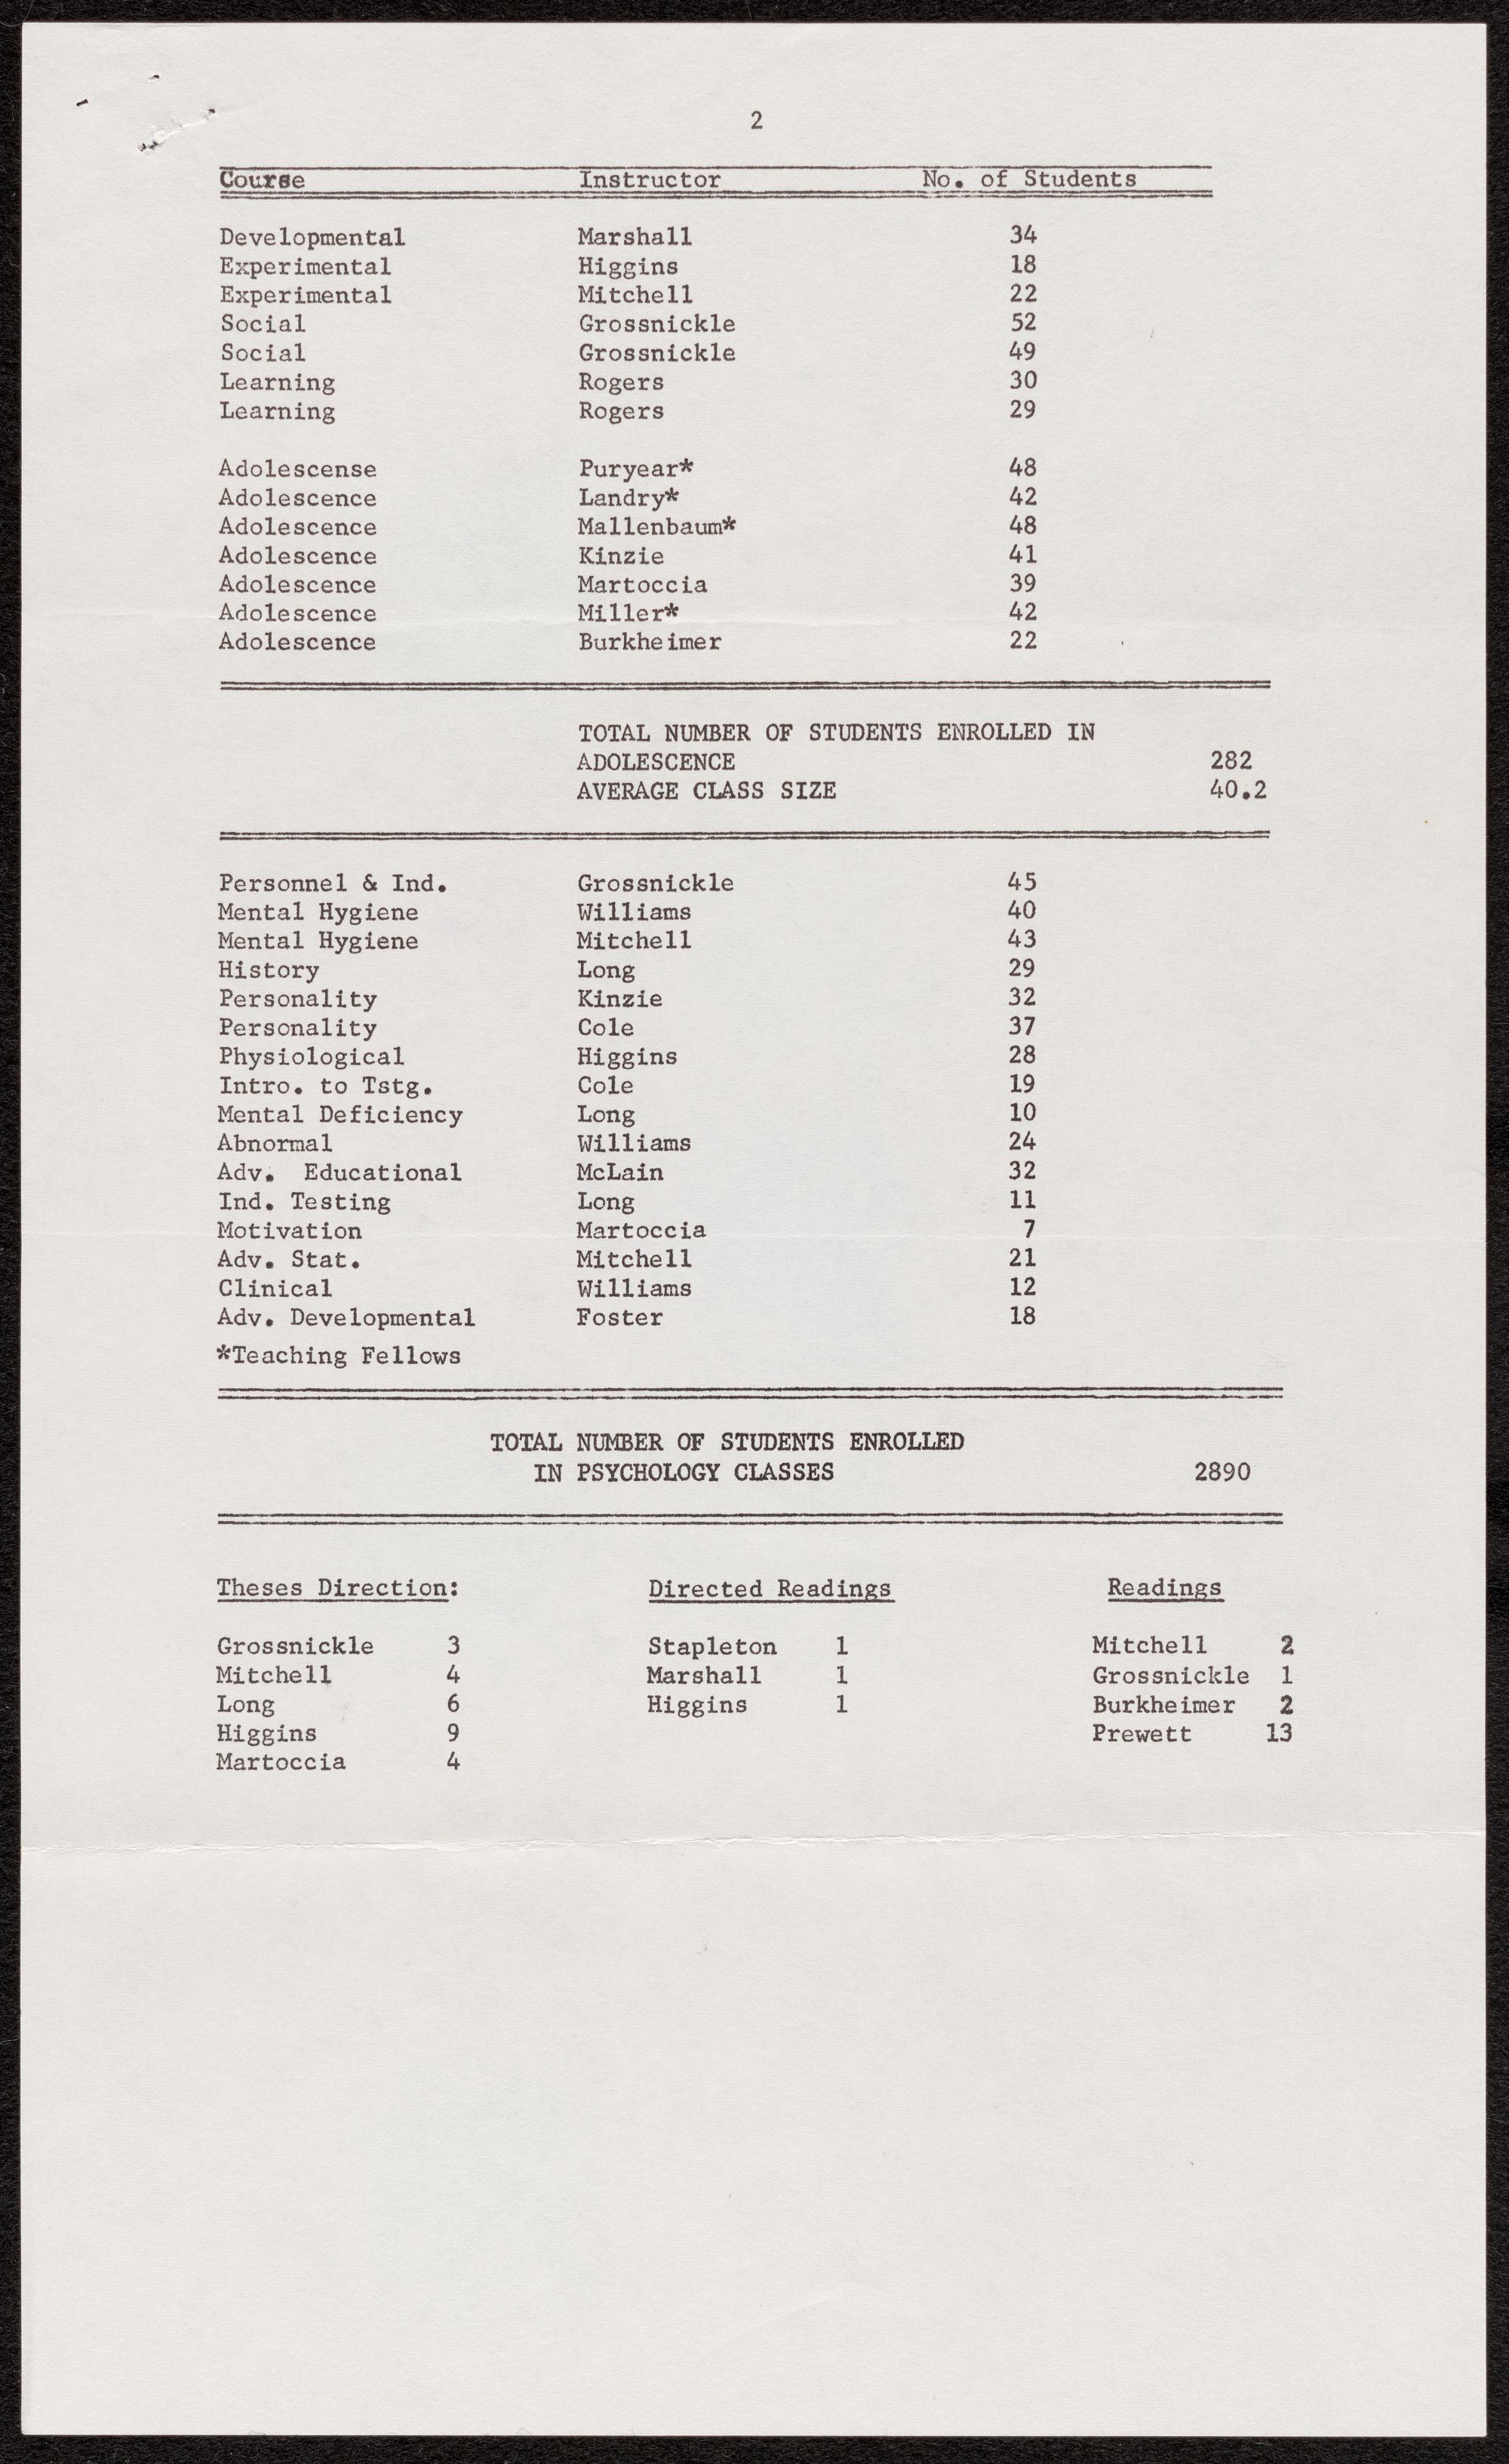 2
Course Instructor No. of Students
Developmental Marshall 34
Experimental Higgins 18
Experimental Mitchell 22
Social Grossnickle 52
Social Grossnickle 49
Learning Rogers 30
Learning Rogers 29
Adolescense Puryear* 48
Adolescence Landry* 42
Adolescence Mallenbaum* 48
Adolescence Kinzie 41
Adolescence Martoccia 39
Adolescence Miller* 42
Adolescence Burkheimer 22
TOTAL NUMBER OF STUDENTS ENROLLED IN
ADOLESCENCE 282
AVERAGE CLASS SIZE 40.2
Personnel & Ind. Grossnickle 45
Mental Hygiene Williams 40
Mental Hygiene Mitchell 43
History Long 29
Personality Kinzie 32
Personality Cole 37
Physiological Higgins 28
Intro. to Tstg. Cole 19
Mental Deficiency Long 10
Abnormal Williams 24
Adv. Educational McLain 32
Ind. Testing Long 11
Motivation Martoccia 7
Adv. Stat. Mitchell 21
Clinical Williams 12
Adv. Developmental Foster 18
*Teaching Fellows
TOTAL NUMBER OF STUDENTS ENROLLED
IN PSYCHOLOGY CLASSES 2890
Theses Direction: Directed Readings Readings
Grossnickle 3 Stapleton 1 Mitchell 2
Mitchell 4 Marshall 1 Grossnickle 1
Long 6 Higgins 1 Burkheimer 2
Higgins 9 Prewett 13
Martoccia 4